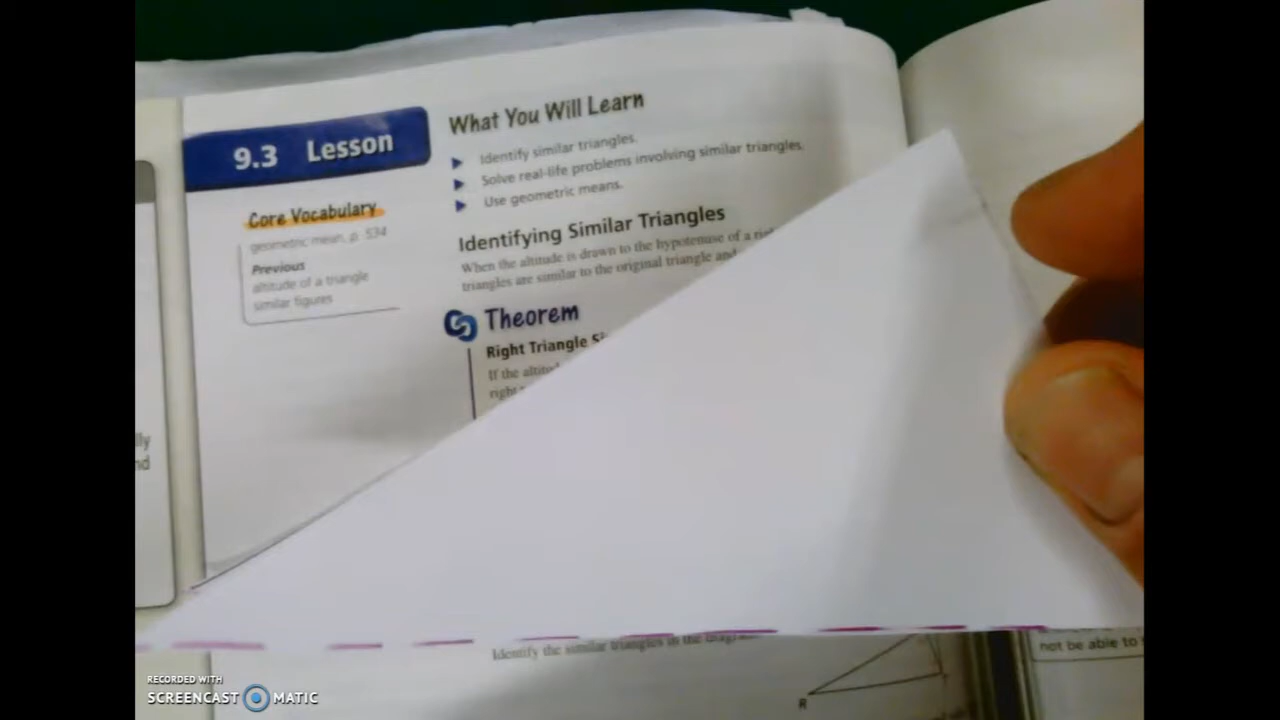 9.3 Lesson
Core Vocabulary
geometric mean, p. 534
Previous
altitude of a triangle
similar figures
What You Will Learn
Identify similar triangles.
Solve real-life problems involving similar triangles.
Use geometric means.
Identifying Similar Triangles
When the altitude is drawn to the hypotenuse of a
triangles are similar to the original triangle and
Theorem
Right Triangle
If the
right
Identify the similar triangles in the
R
not be able to
RECORDED WITH
SCREENCAST MATIC